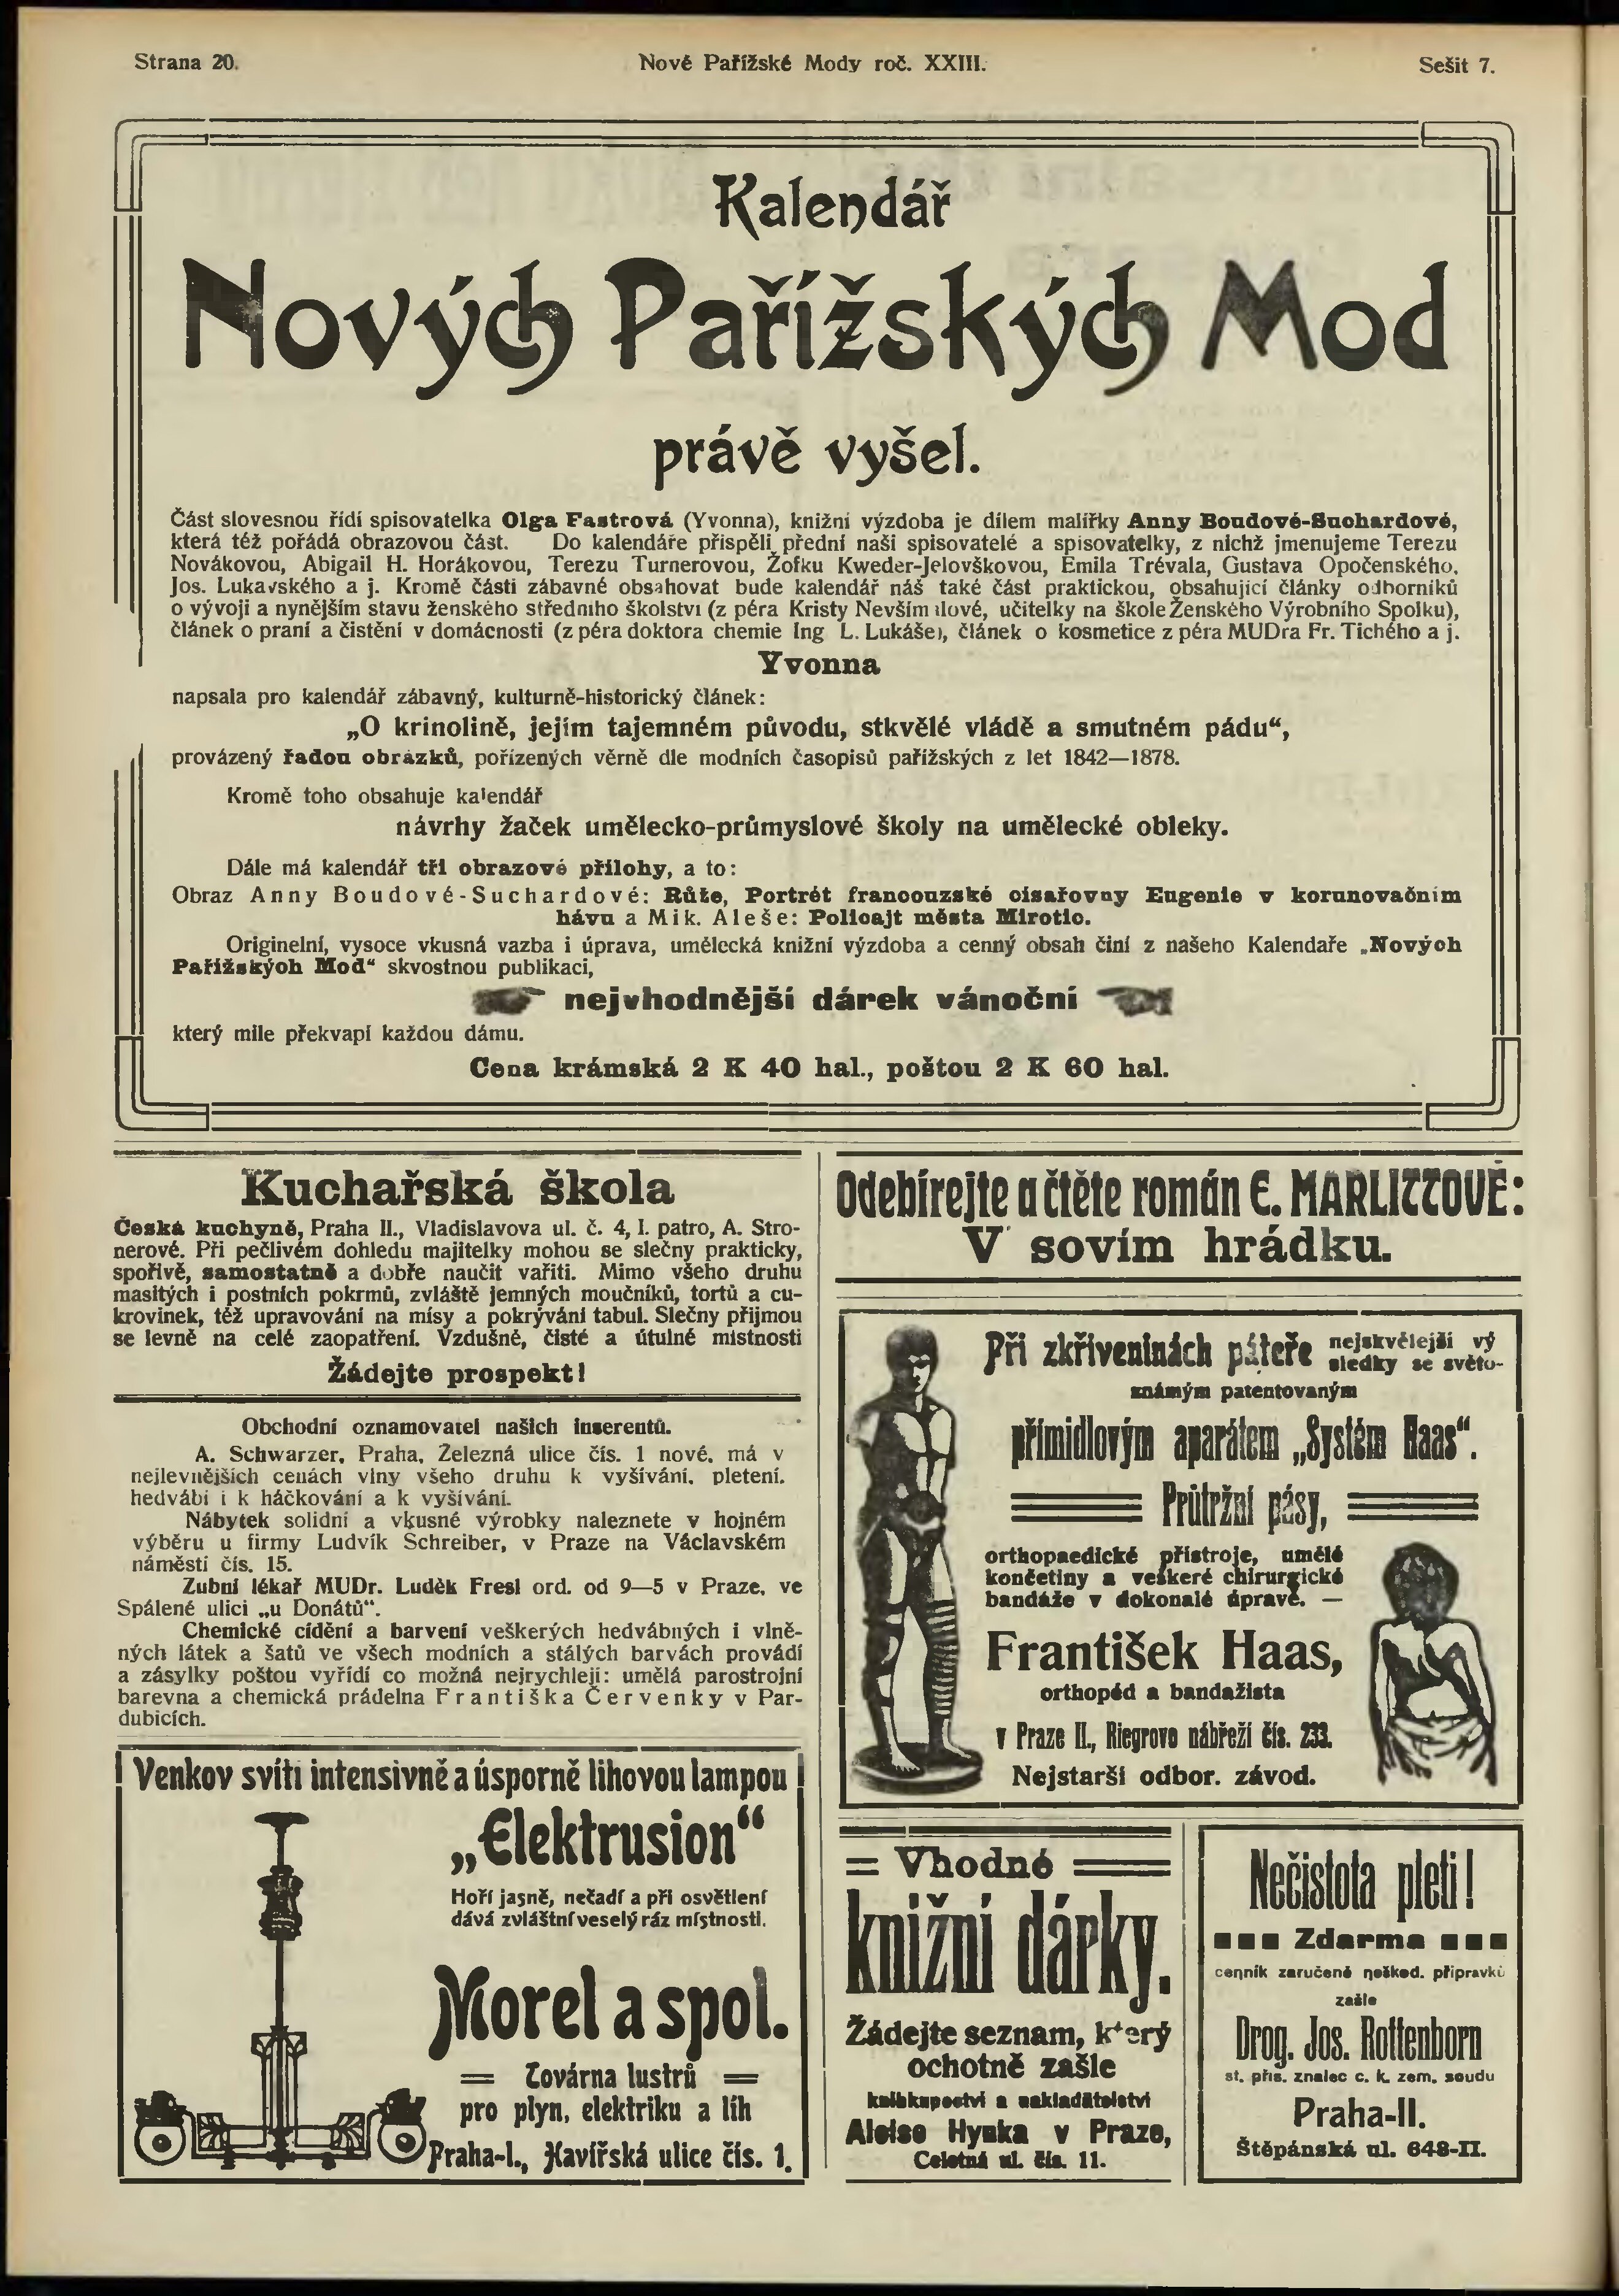 Strana 20.
Nové Pařížské Mody roč. XXIII.
Sešit 7.
Kalendář
Nových Pařížských Mod
právě vyšel.
Část slovesnou řídí spisovatelka Olga Fastrová (Yvonna), knižní výzdoba je dílem malířky Anny Boudové-Suchardové,
která též pořádá obrazovou část. Do kalendáře přispěli přední naši spisovatelé a spisovatelky, z nichž jmenujeme Terezu
Novákovou, Abigail H. Horákovou, Terezu Turnerovou, Žofku Kweder-Jelovškovou, Emila Trévala, Gustava Opočenského,
Jos. Lukavského a j. Kromě části zábavné obsahovat bude kalendář náš také část praktickou, obsahující články odborníků
o vývoji a nynějším stavu ženského středního školství (z péra Kristy Nevšímalové, učitelky na škole Ženského Výrobního Spolku),
článek o praní a čistění v domácnosti (z péra doktora chemie Ing L. Lukáše), článek o kosmetice z péra MUDra Fr. Tichého a j.
Yvonna
napsala pro kalendář zábavný, kulturně-historický článek:
„O krinolině, jejím tajemném původu, stkvělé vládě a smutném pádu“,
provázený řadou obrázků, pořízených věrně dle modních časopisů pařížských z let 1842—1878.
Kromě toho obsahuje kalendář
návrhy žaček umělecko-průmyslové školy na umělecké obleky.
Dále má kalendář tři obrazové přílohy, a to:
Obraz Anny Boudové-Suchardové: Růže, Portrét francouzské císařovny Eugenie v korunovačním
hávu a Mik. Aleše: Policajt města Mirotic.
Originelní, vysoce vkusná vazba i úprava, umělecká knižní výzdoba a cenný obsah činí z našeho Kalendaře „Nových
Pařížských Mod“ skvostnou publikaci,
nejvhodnější dárek vánoční
který mile překvapí každou dámu.
Cena krámská 2 K 40 hal., poštou 2 K 60 hal.
Kuchařská škola
Česká kuchyně, Praha II., Vladislavova ul. č. 4, I. patro, A. Stro-
nerové. Při pečlivém dohledu majitelky mohou se slečny prakticky,
spořivě, samostatně a dobře naučit vařiti. Mimo všeho druhu
masitých i postních pokrmů, zvláště jemných moučníků, tortů a cu-
krovinek, též upravování na mísy a pokrývání tabul. Slečny přijmou
se levně na celé zaopatření. Vzdušné, čisté a útulné místnosti
Žádejte prospekt!
Obchodní oznamovatel našich inserentů.
A. Schwarzer, Praha, Železná ulice čís. 1 nové, má v
nejlevnějších cenách vlny všeho druhu k vyšívání, pletení,
hedvábí i k háčkování a k vyšívání.
Nábytek solidní a vkusné výrobky naleznete v hojném
výběru u firmy Ludvík Schreiber, v Praze na Václavském
náměstí čís. 15.
Zubní lékař MUDr. Luděk Fresl ord. od 9—5 v Praze, ve
Spálené ulici „u Donátů“.
Chemické cídění a barvení veškerých hedvábných i vlně-
ných látek a šatů ve všech modních a stálých barvách provádí
a zásylky poštou vyřídí co možná nejrychleji: umělá parostrojní
barevna a chemická prádelna Františka Červenky v Par-
dubicích.
Venkov svítí intensivně a úsporně lihovou lampou
„Elektrusion“
Hoří jasně, nečadí a při osvětlení
dává zvláštní veselý ráz místnosti.
Morel a spol.
Továrna lustrů
pro plyn, elektriku a líh
Praha-I., Havířská ulice čís. 1.
Odebírejte a čtěte román E. MARLITTOVÉ:
V sovím hrádku.
Při zkřiveninách páteře nejskvělejší vý
sledky se světo-
známým patentovaným
přímidlovým aparátem „Systém Haas“.
Průtržní pásy,
orthopaedické přístroje, umělé
končetiny a veškeré chirurgické
bandáže v dokonalé úpravě. —
František Haas,
orthopéd a bandažista
v Praze II., Riegrovo nábřeží čís. 233.
Nejstarší odbor. závod.
Vhodné
knižní dárky.
Žádejte seznam, který
ochotně zašle
knihkupectví a nakladatelství
Aloise Hynka v Praze,
Celetná ul. čís. 11.
Nečistota pleti!
Zdarma
cenník zaručeně neškod. přípravků
zašle
Drog. Jos. Rottenborn
st. přís. znalec c. k. zem. soudu
Praha-II.
Štěpánská ul. 648-II.